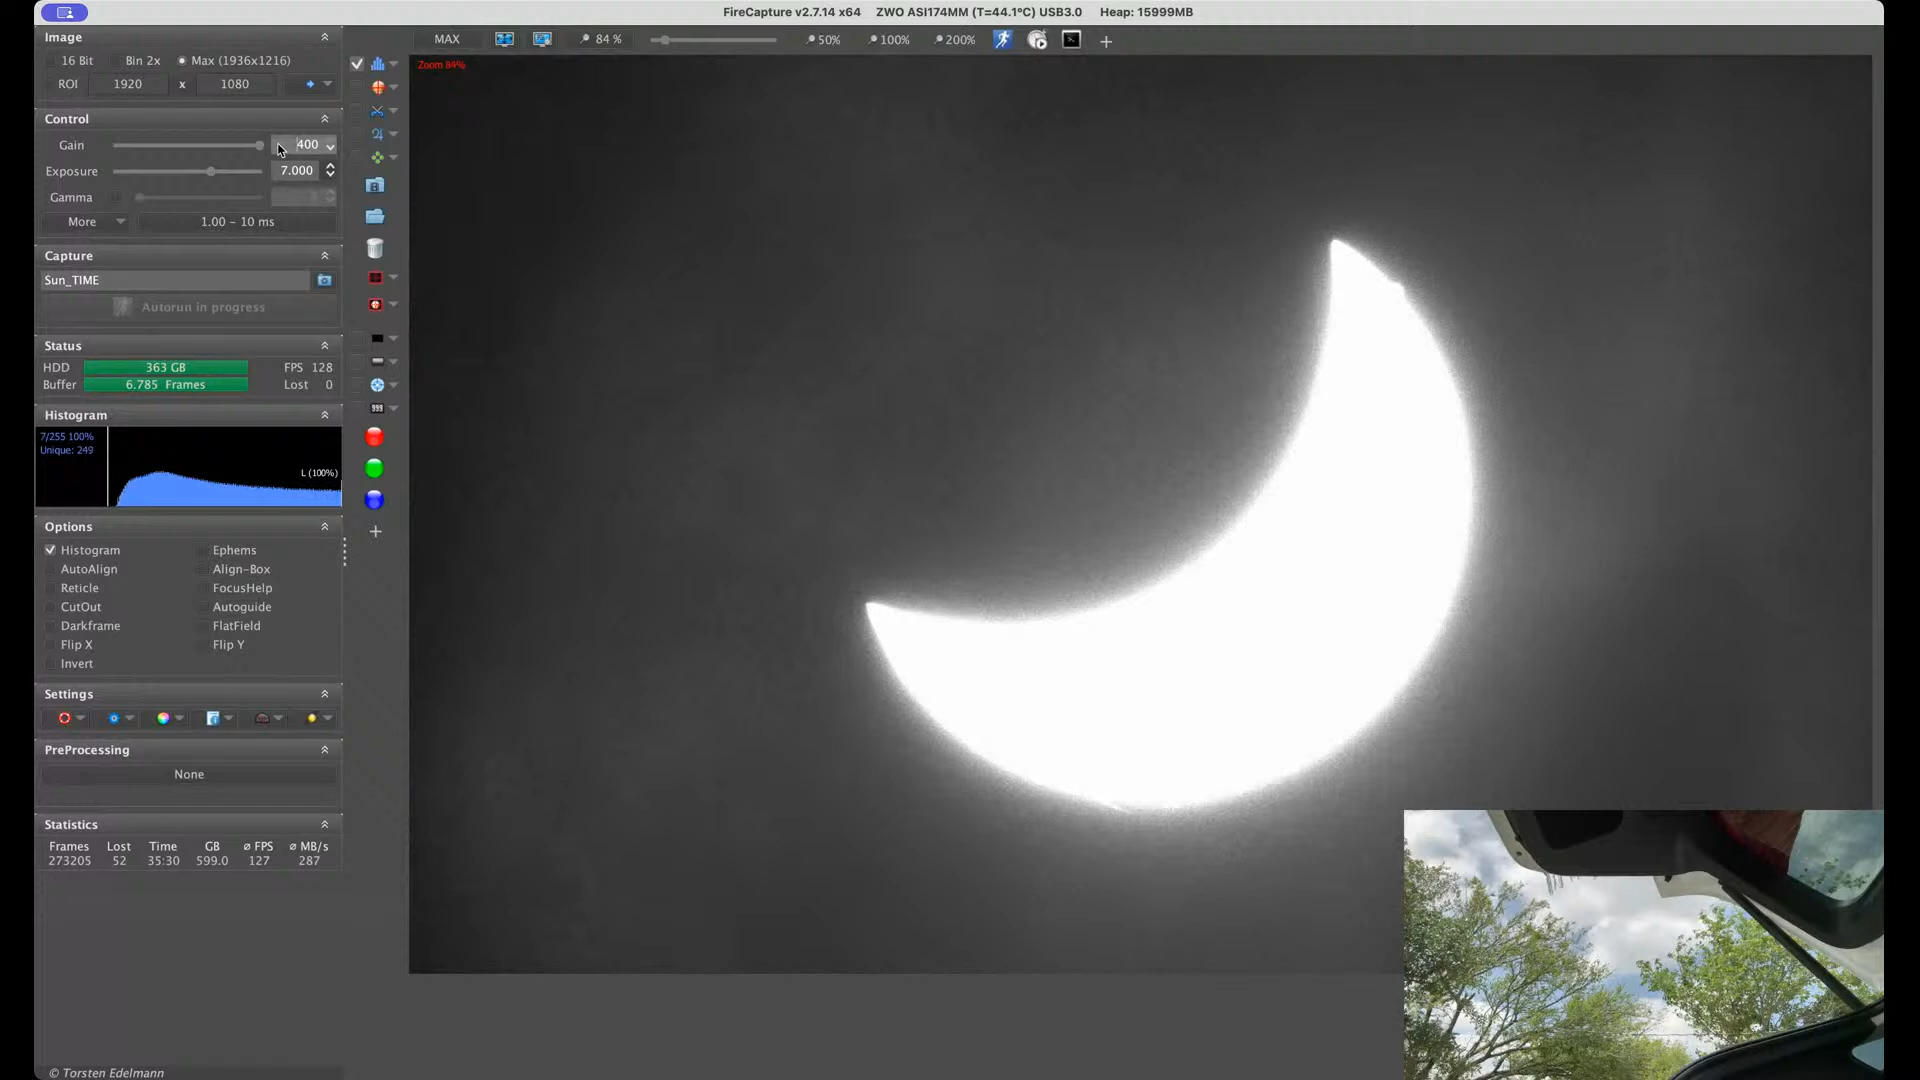 FireCapture v2.7.14 x64 ZWO ASI174MM (T=44.1ºC) USB3.0 Heap: 15999MB
Image
MAX 84 % 50% 100% 200%
16 Bit Bin 2x Max (1936x1216)
Zoom 84%
ROI 1920 x 1080
Control
Gain 400
Exposure 7.000
Gamma
More 1.00 - 10 ms
Capture
Sun_TIME
Autorun in progress
Status
HDD 363 GB FPS 128
Buffer 6.785 Frames Lost 0
999
Histogram
7/255 100%
Unique: 249
L (100%)
Options
Histogram Ephems
AutoAlign Align-Box
Reticle FocusHelp
CutOut Autoguide
Darkframe FlatField
Flip X Flip Y
Invert
Settings
PreProcessing
None
Statistics
Frames Lost Time GB ø FPS ø MB/s
273205 52 35:30 599.0 127 287
© Torsten Edelmann